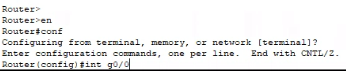 Router>
Router>en
Router#conf
Configuring from terminal, memory, or network [terminal]?
Enter configuration commands, one per line.  End with CNTL/Z.
Router(config)#int g0/0